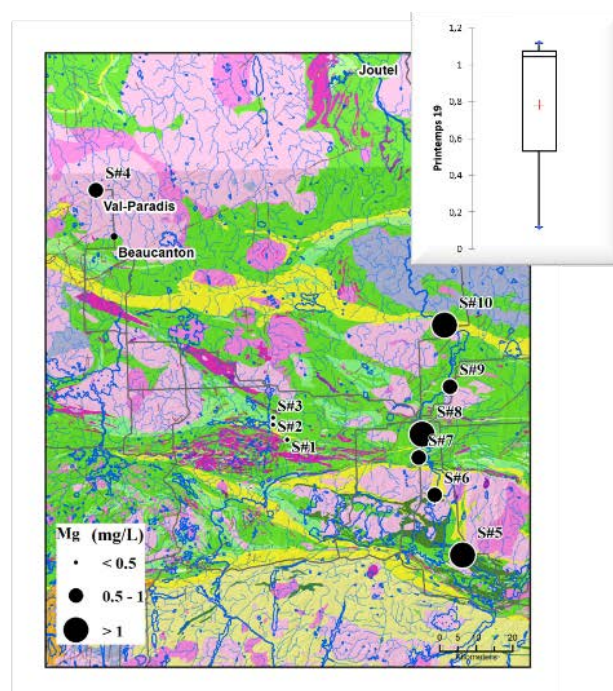 1,2
1
0,8
0,6
0,4
0,2
0
Printemps 19
Joutel
S#4
Val-Paradis
Beaucanton
S#10
S#9
S#3
S#8
S#2
S#7
S#1
S#6
S#5
Mg (mg/L)
< 0.5
0.5 - 1
> 1
0 5 10 20
Kilometers